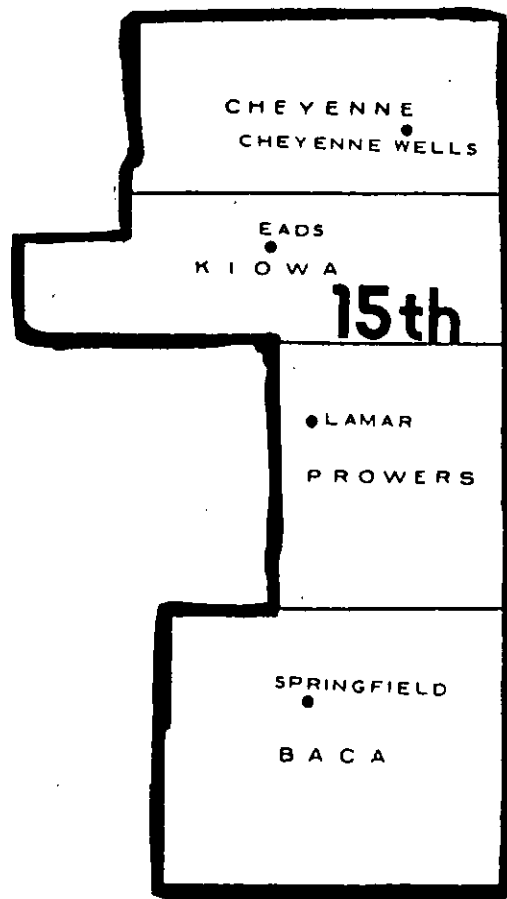 CHEYENNE
CHEYENNE WELLS
EADS
KIOWA
15th
LAMAR
PROWERS
SPRINGFIELD
BACA